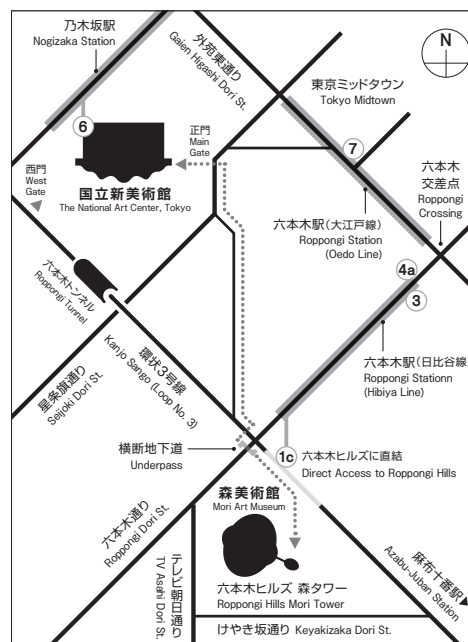 乃木坂駅
Nogizaka Station
外苑東通り
Gaien Higashi Dori St.
N
東京ミッドタウン
Tokyo Midtown
6
正門
Main
Gate
7
西門
West
Gate
国立新美術館
The National Art Center, Tokyo
六本木
交差点
Roppongi
Crossing
六本木駅（大江戸線）
Roppongi Station
(Oedo Line)
4a
3
六本木トンネル
Roppongi Tunnel
環状3号線
Kanjo Sango (Loop No. 3)
六本木駅（日比谷線）
Roppongi Stationn
(Hibiya Line)
星条旗通り
Seijoki Dori St.
横断地下道
Underpass
1c
六本木ヒルズに直結
Direct Access to Roppongi Hills
六本木通り
Roppongi Dori St.
森美術館
Mori Art Museum
麻布十番駅
Azabu-Juban Station
テレビ朝日通り
TV Asahi Dori St.
六本木ヒルズ 森タワー
Roppongi Hills Mori Tower
けやき坂通り Keyakizaka Dori St.